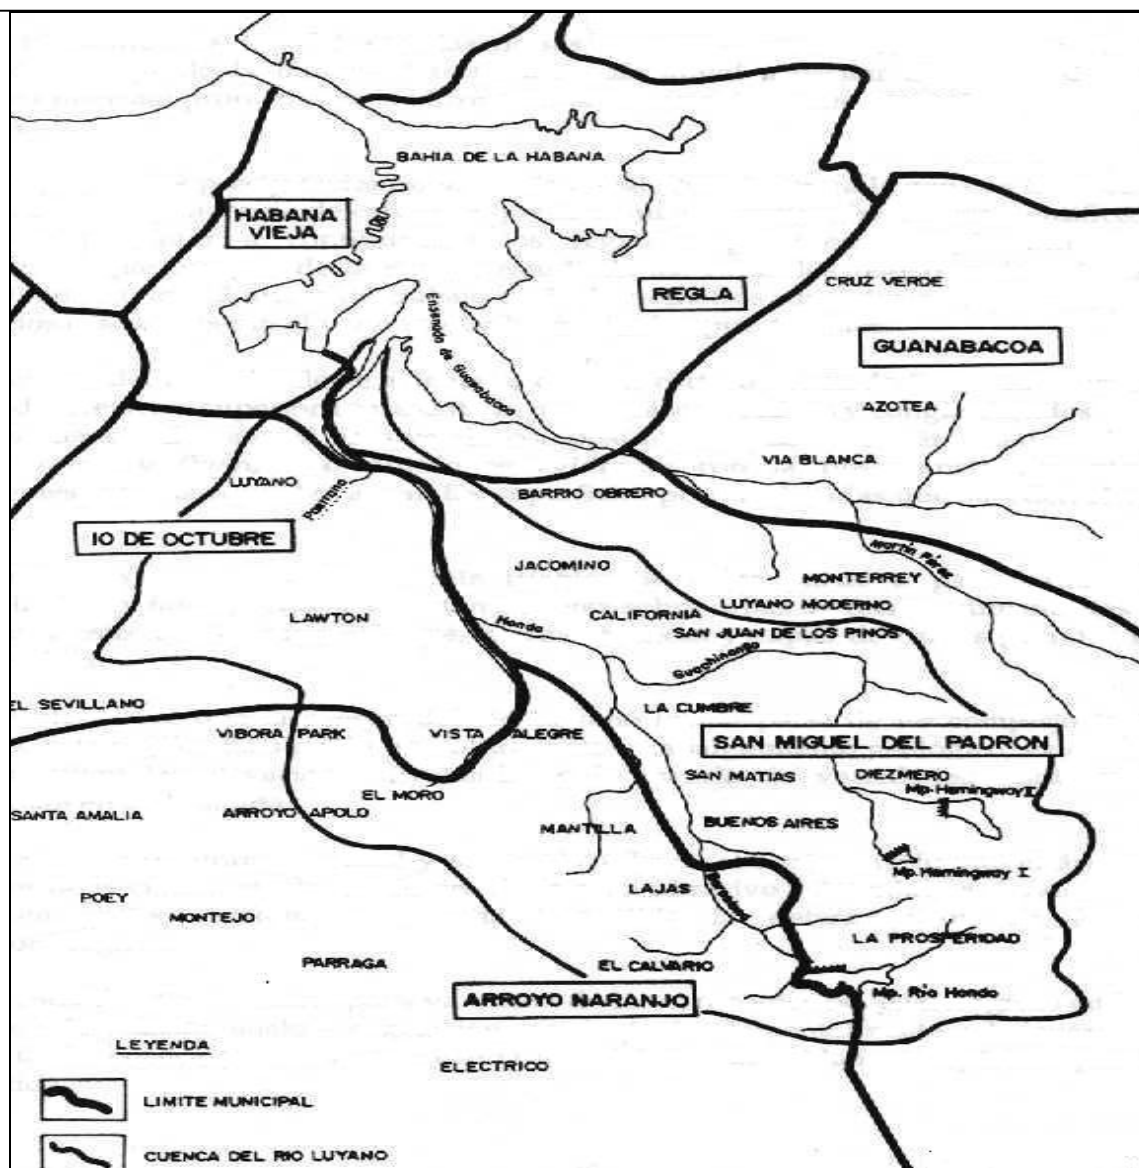 BAHIA DE LA HABANA
HABANA
VIEJA
REGLA
CRUZ VERDE
GUANABACOA
Ensenada de Guanabacoa
AZOTEA
VIA BLANCA
LUYANO
Pastrana
BARRIO OBRERO
10 DE OCTUBRE
Martín Pérez
JACOMINO
MONTERREY
LAWTON
CALIFORNIA
LUYANO MODERNO
Hondo
SAN JUAN DE LOS PINOS
Guachinango
EL SEVILLANO
LA CUMBRE
VIBORA PARK
VISTA ALEGRE
SAN MIGUEL DEL PADRON
SAN MATIAS
DIEZMERO
EL MORO
Mp. Hemingway II
SANTA AMALIA
ARROYO APOLO
MANTILLA
BUENOS AIRES
Mp. Hemingway I
LAJAS
POEY
MONTEJO
LA PROSPERIDAD
PARRAGA
EL CALVARIO
ARROYO NARANJO
Mp. Río Hondo
LEYENDA
ELECTRICO
LIMITE MUNICIPAL
CUENCA DEL RIO LUYANO